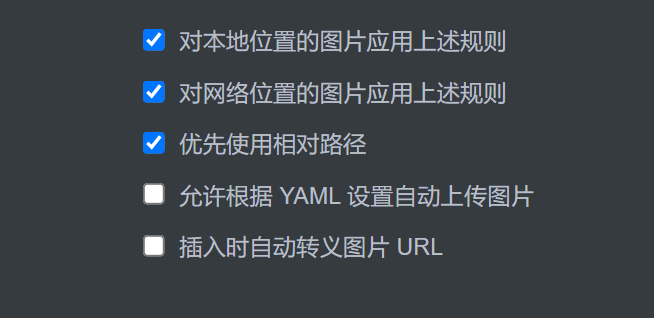 对本地位置的图片应用上述规则
对网络位置的图片应用上述规则
优先使用相对路径
允许根据 YAML 设置自动上传图片
插入时自动转义图片 URL